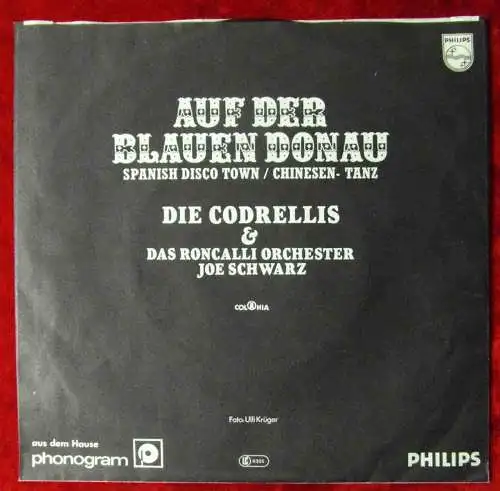 PHILIPS
AUF DER
BLAUEN DONAU
SPANISH DISCO TOWN / CHINESEN- TANZ
DIE CODRELLIS
&
DAS RONCALLI ORCHESTER
JOE SCHWARZ
COLONIA
Foto: Ulli Krüger
aus dem Hause
phonogram
PHILIPS